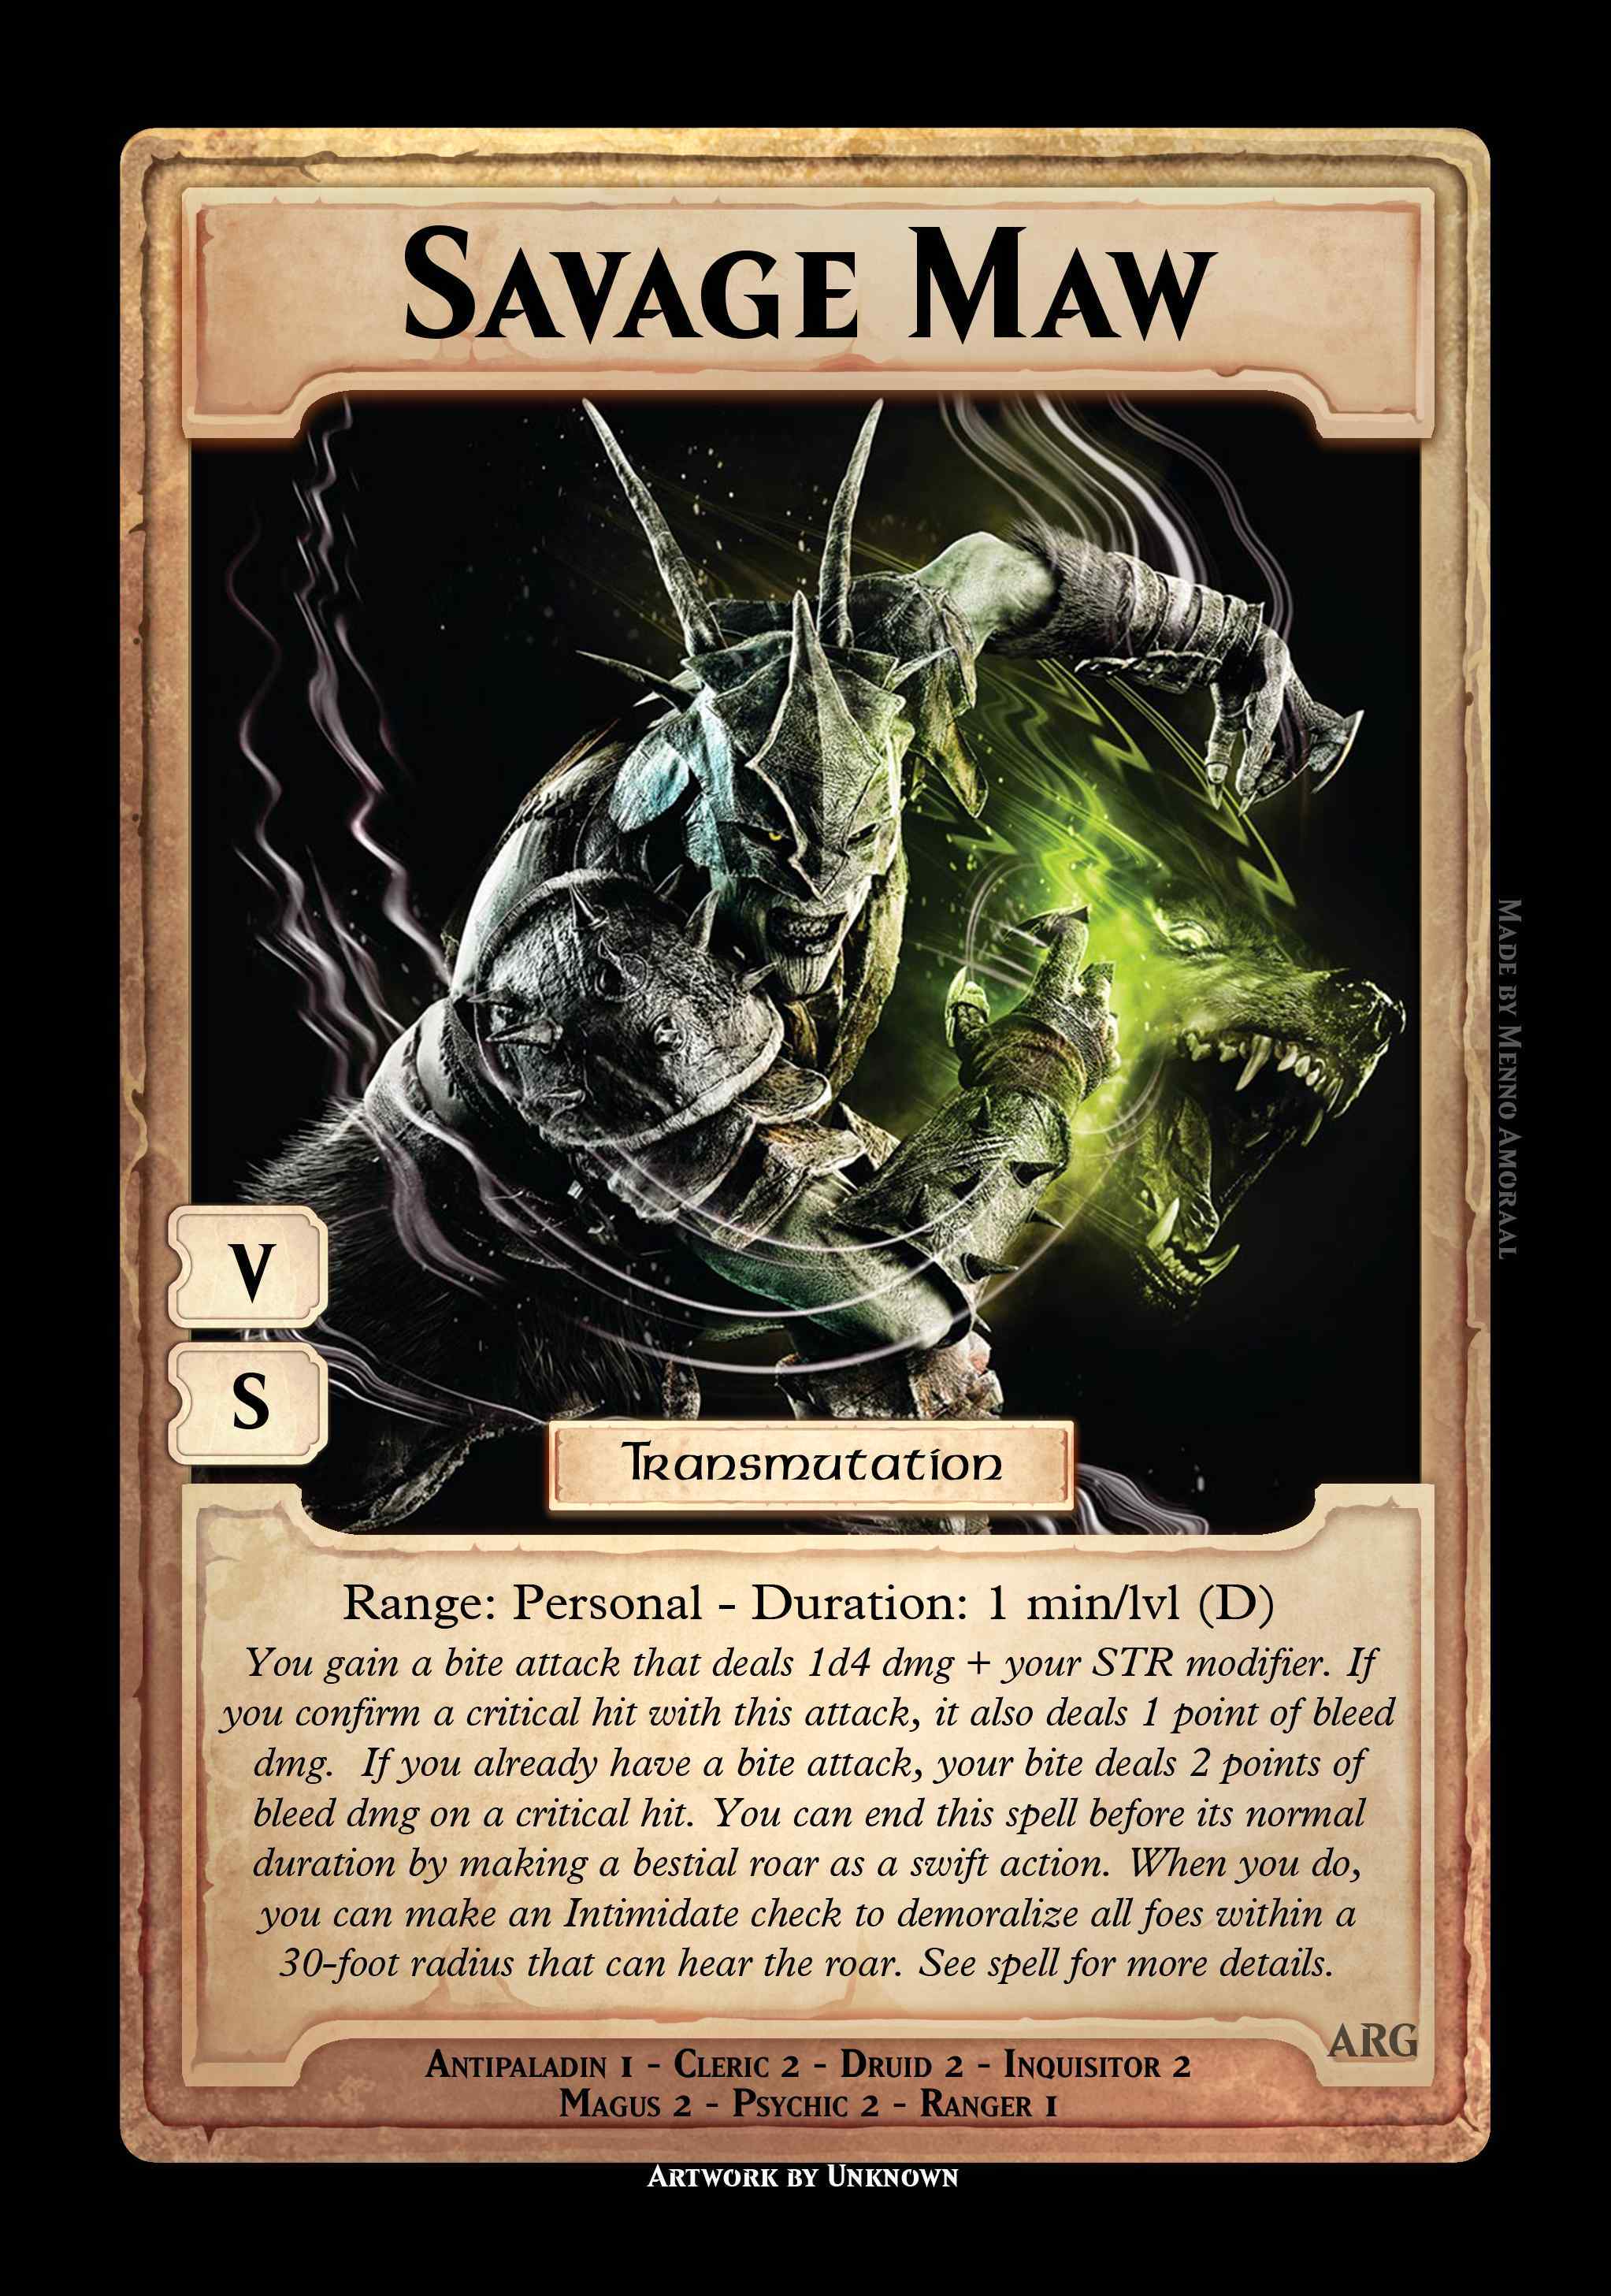 Savage Maw
V
S
Transmutation
Range: Personal - Duration: 1 min/lvl (D)
You gain a bite attack that deals 1d4 dmg + your STR modifier. If
you confirm a critical hit with this attack, it also deals 1 point of bleed
dmg.  If you already have a bite attack, your bite deals 2 points of
bleed dmg on a critical hit. You can end this spell before its normal
duration by making a bestial roar as a swift action. When you do,
you can make an Intimidate check to demoralize all foes within a
30-foot radius that can hear the roar. See spell for more details.
ARG
Antipaladin 1 - Cleric 2 - Druid 2 - Inquisitor 2
Magus 2 - Psychic 2 - Ranger 1
Artwork by Unknown
Made by Menno Amoraal